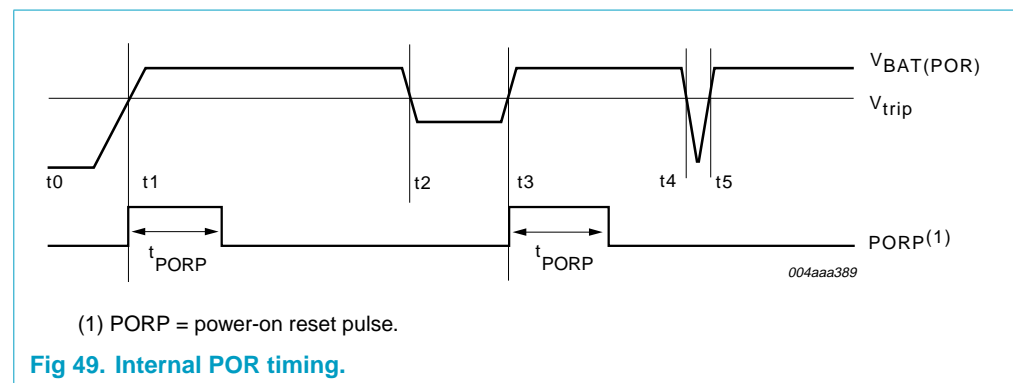 VBAT(POR)
Vtrip
t0 t1 t2 t3 t4 t5
tPORP tPORP PORP(1)
004aaa389
(1) PORP = power-on reset pulse.
Fig 49. Internal POR timing.